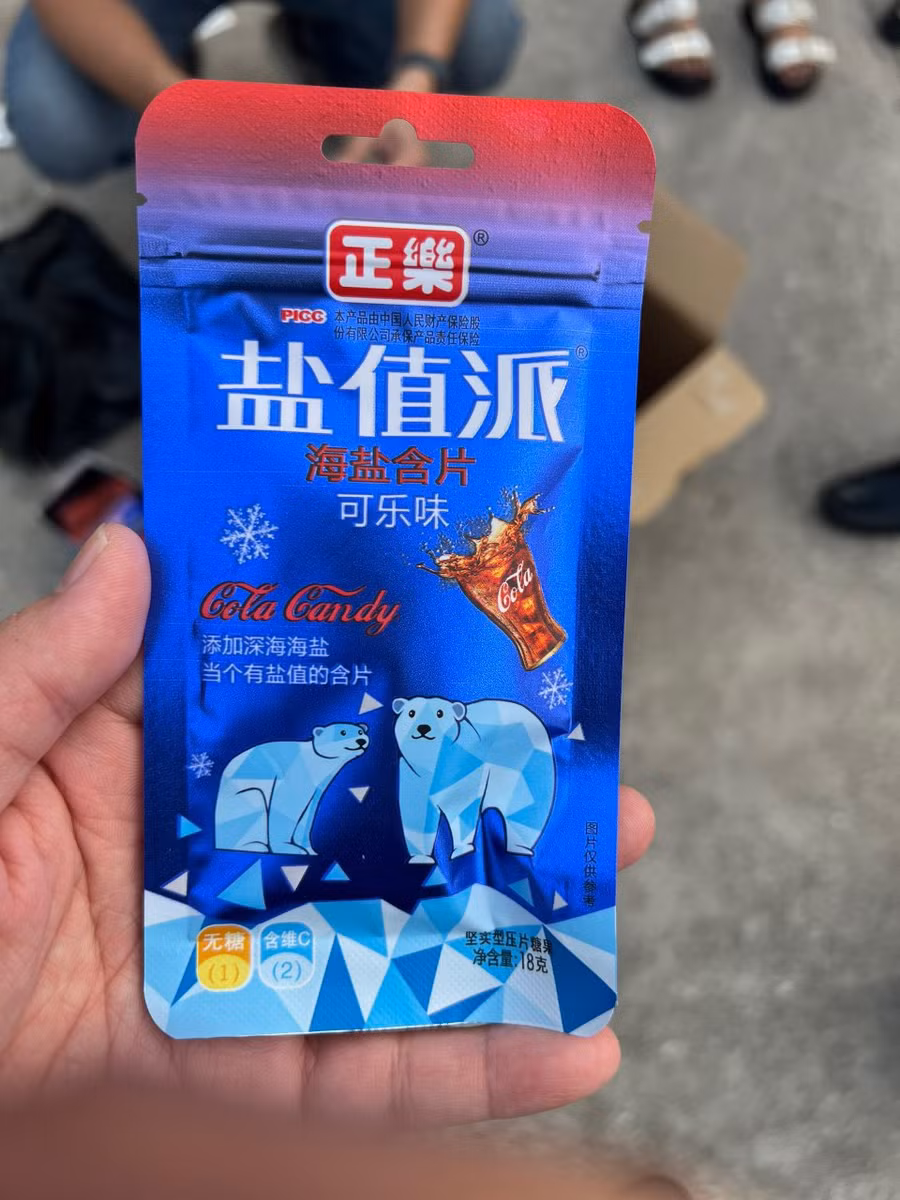 正樂®
PICC 本产品由中国人民财产保险股
份有限公司承保产品责任保险
盐值派®
海盐含片
可乐味
Cola
Cola Candy
添加深海海盐
当个有盐值的含片
图片仅供参考
无糖
(1)
含维C
(2)
坚实型压片糖果
净含量:18克